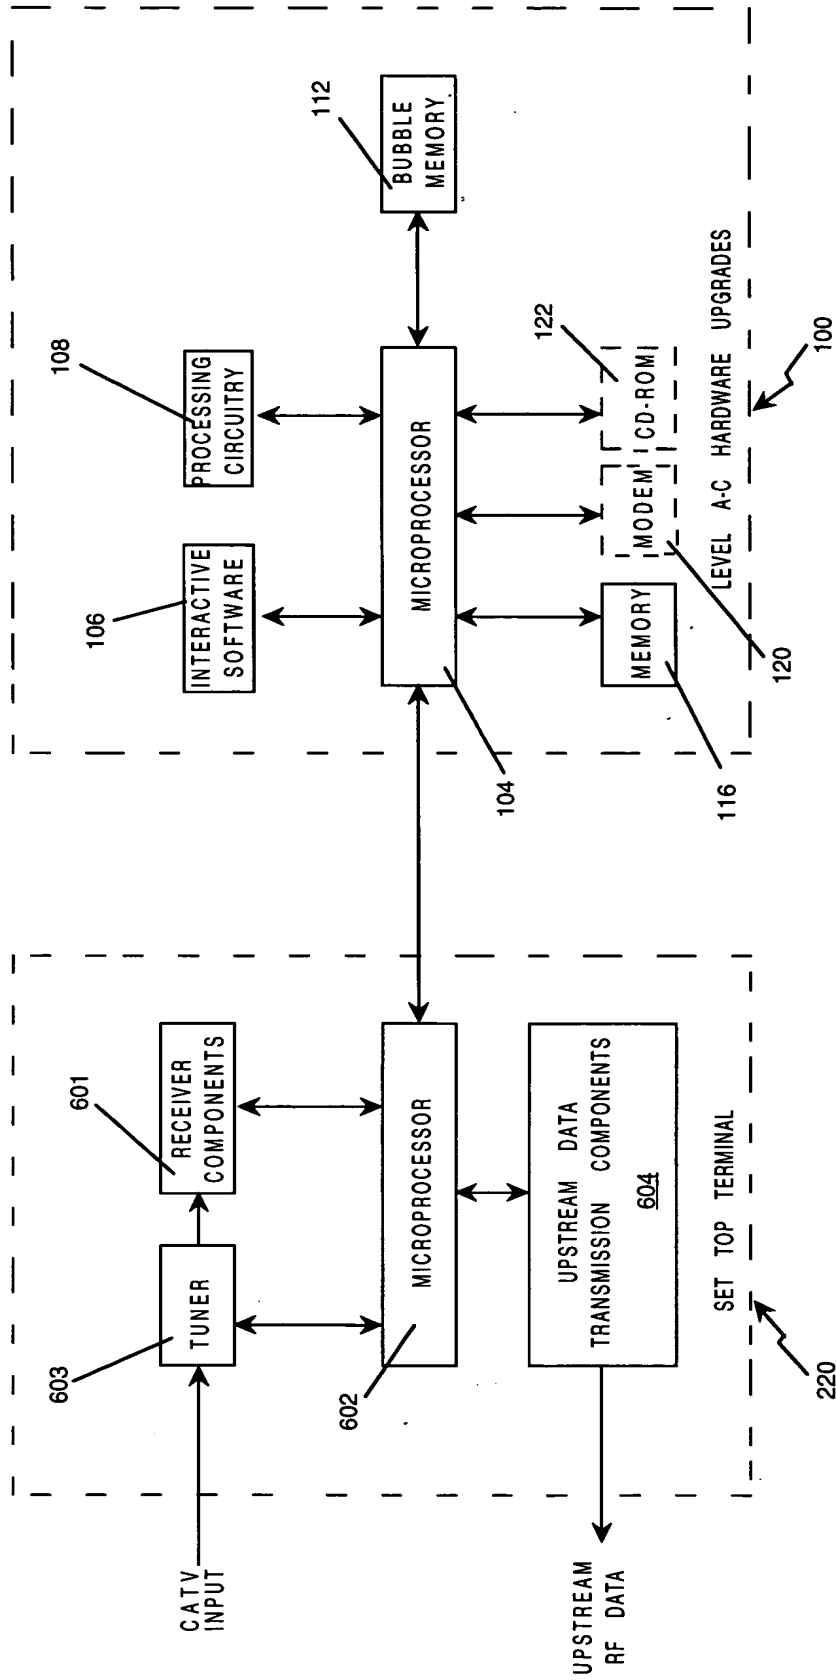 CATV
INPUT
603
TUNER
601
RECEIVER
COMPONENTS
602
MICROPROCESSOR
UPSTREAM DATA
TRANSMISSION COMPONENTS
604
UPSTREAM
RF DATA
SET TOP TERMINAL
220
106
INTERACTIVE
SOFTWARE
108
PROCESSING
CIRCUITRY
104
MICROPROCESSOR
112
BUBBLE
MEMORY
116
MEMORY
120
MODEM
122
CD-ROM
LEVEL A-C HARDWARE UPGRADES
100